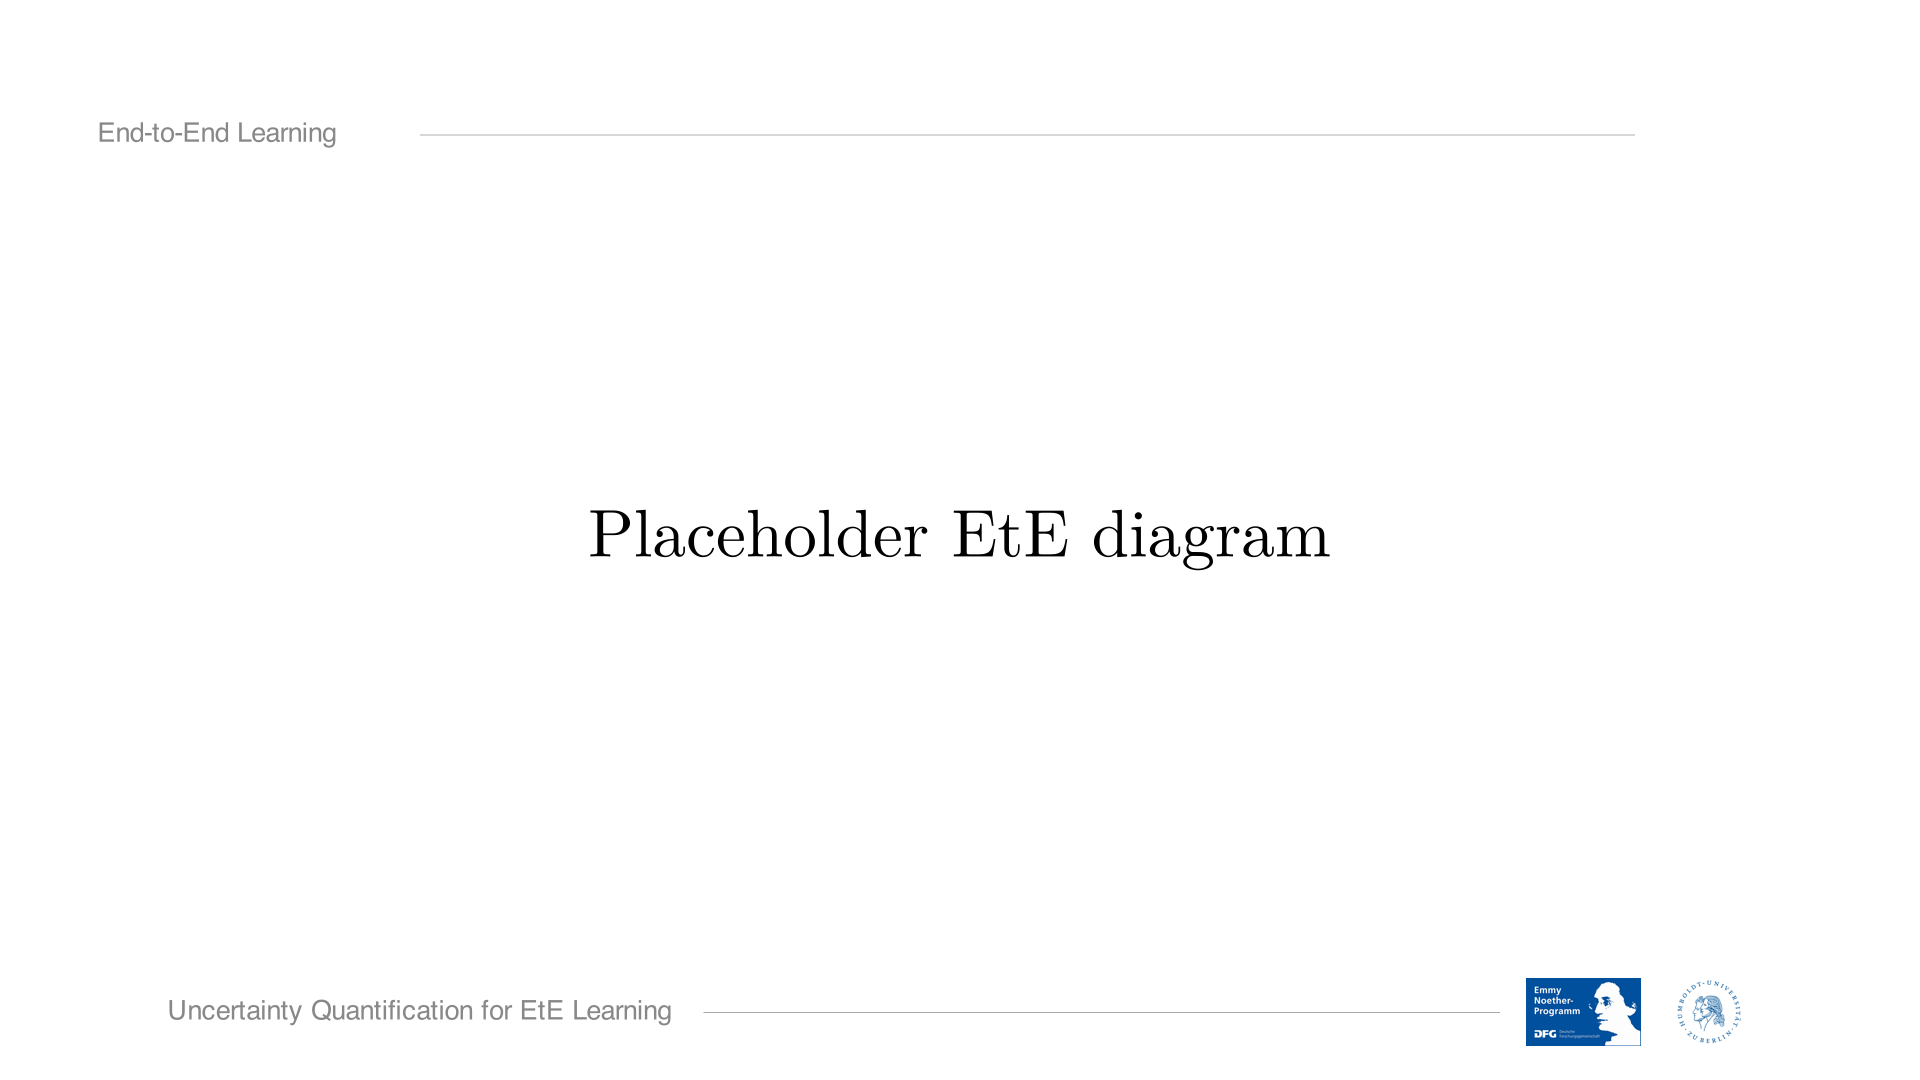 End-to-End Learning
Placeholder EtE diagram
Uncertainty Quantification for EtE Learning
Emmy
Noether-
Programm
DFG Deutsche
Forschungsgemeinschaft
HUMBOLDT-UNIVERSITÄT · ZU BERLIN ·